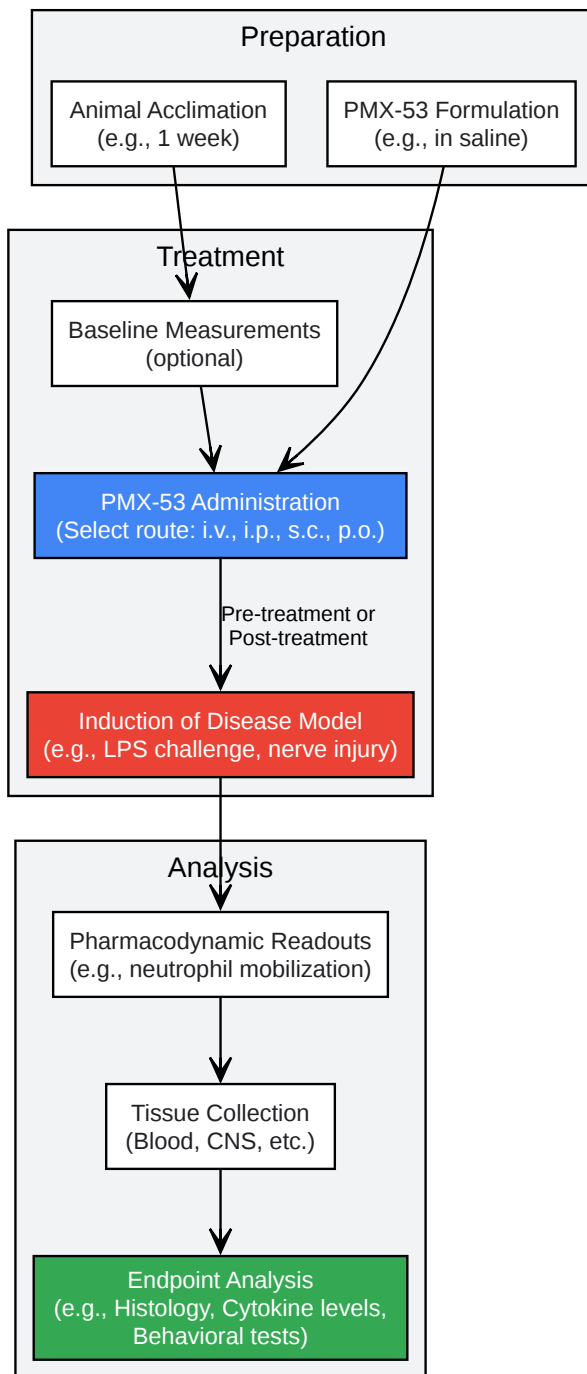 Preparation
Animal Acclimation
(e.g., 1 week)
PMX-53 Formulation
(e.g., in saline)
Treatment
Baseline Measurements
(optional)
PMX-53 Administration
(Select route: i.v., i.p., s.c., p.o.)
Pre-treatment or
Post-treatment
Induction of Disease Model
(e.g., LPS challenge, nerve injury)
Analysis
Pharmacodynamic Readouts
(e.g., neutrophil mobilization)
Tissue Collection
(Blood, CNS, etc.)
Endpoint Analysis
(e.g., Histology, Cytokine levels,
Behavioral tests)